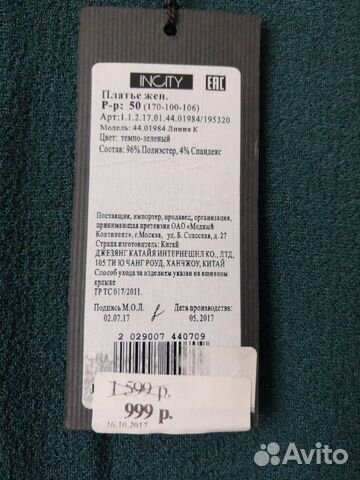 INCITY EAC
Платье жен.
Р-р: 50 (170-100-106)
Арт:1.1.2.17.01.44.01984/195320
Модель: 44.01984 Линия К
Цвет: темно-зеленый
Состав: 96% Полиэстер, 4% Спандекс
Поставщик, импортер, продавец, организация,
принимающая претензии ОАО «Модный
Континент», г.Москва, ул. Б. Спасская, д. 27
Страна изготовитель: Китай
ДЖЕЗЯНГ КАТАЙЯ ИНТЕРНЕШНЛ КО., ЛТД,
105 ТИ Ю ЧАНГ РОУД, ХАНЧЖОУ, КИТАЙ
Способ ухода за изделием указан на вшивном
ярлыке
ТР ТС 017/2011.
Подпись М.О.Л. Дата производства:
02.07.17 05.2017
2 029007 440709
1 599 р.
999 р.
16.10.2017
Avito